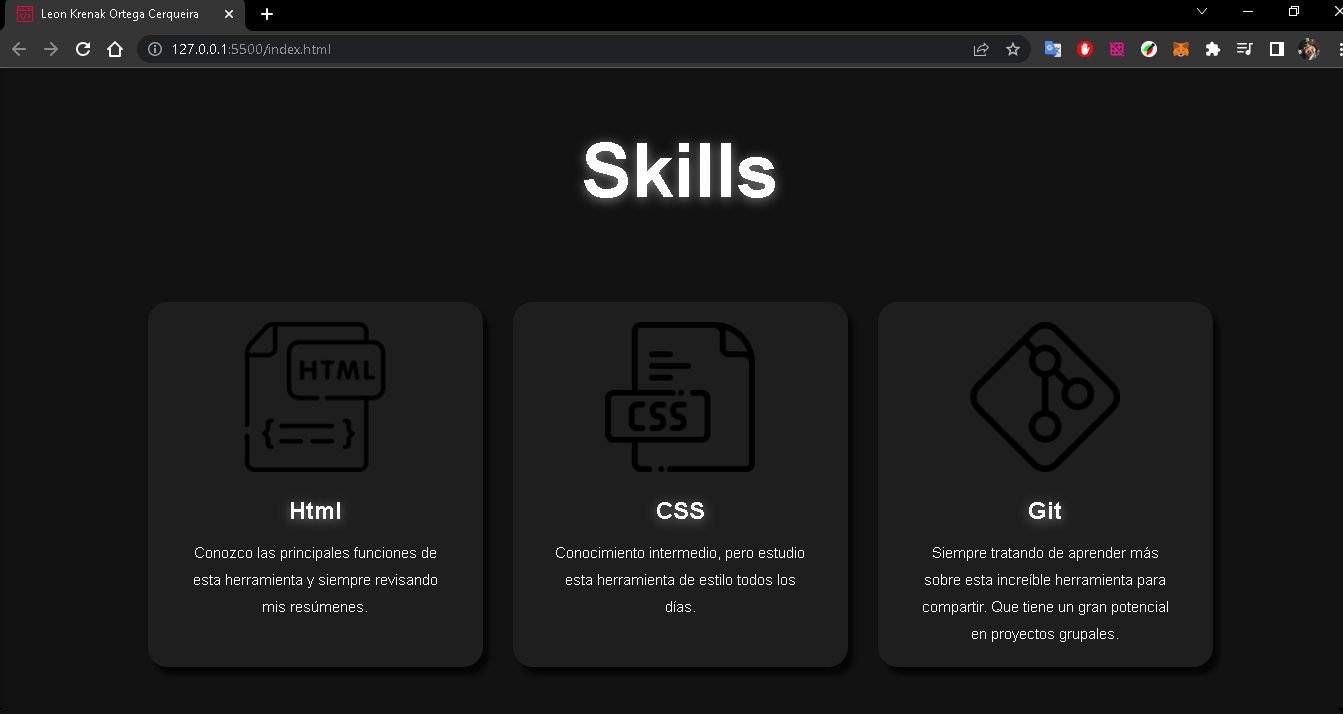 Leon Krenak Ortega Cerqueira
127.0.0.1:5500/index.html
Skills
HTML
{==}
CSS
Html
CSS
Git
Conozco las principales funciones de
esta herramienta y siempre revisando
mis resúmenes.
Conocimiento intermedio, pero estudio
esta herramienta de estilo todos los
días.
Siempre tratando de aprender más
sobre esta increíble herramienta para
compartir. Que tiene un gran potencial
en proyectos grupales.